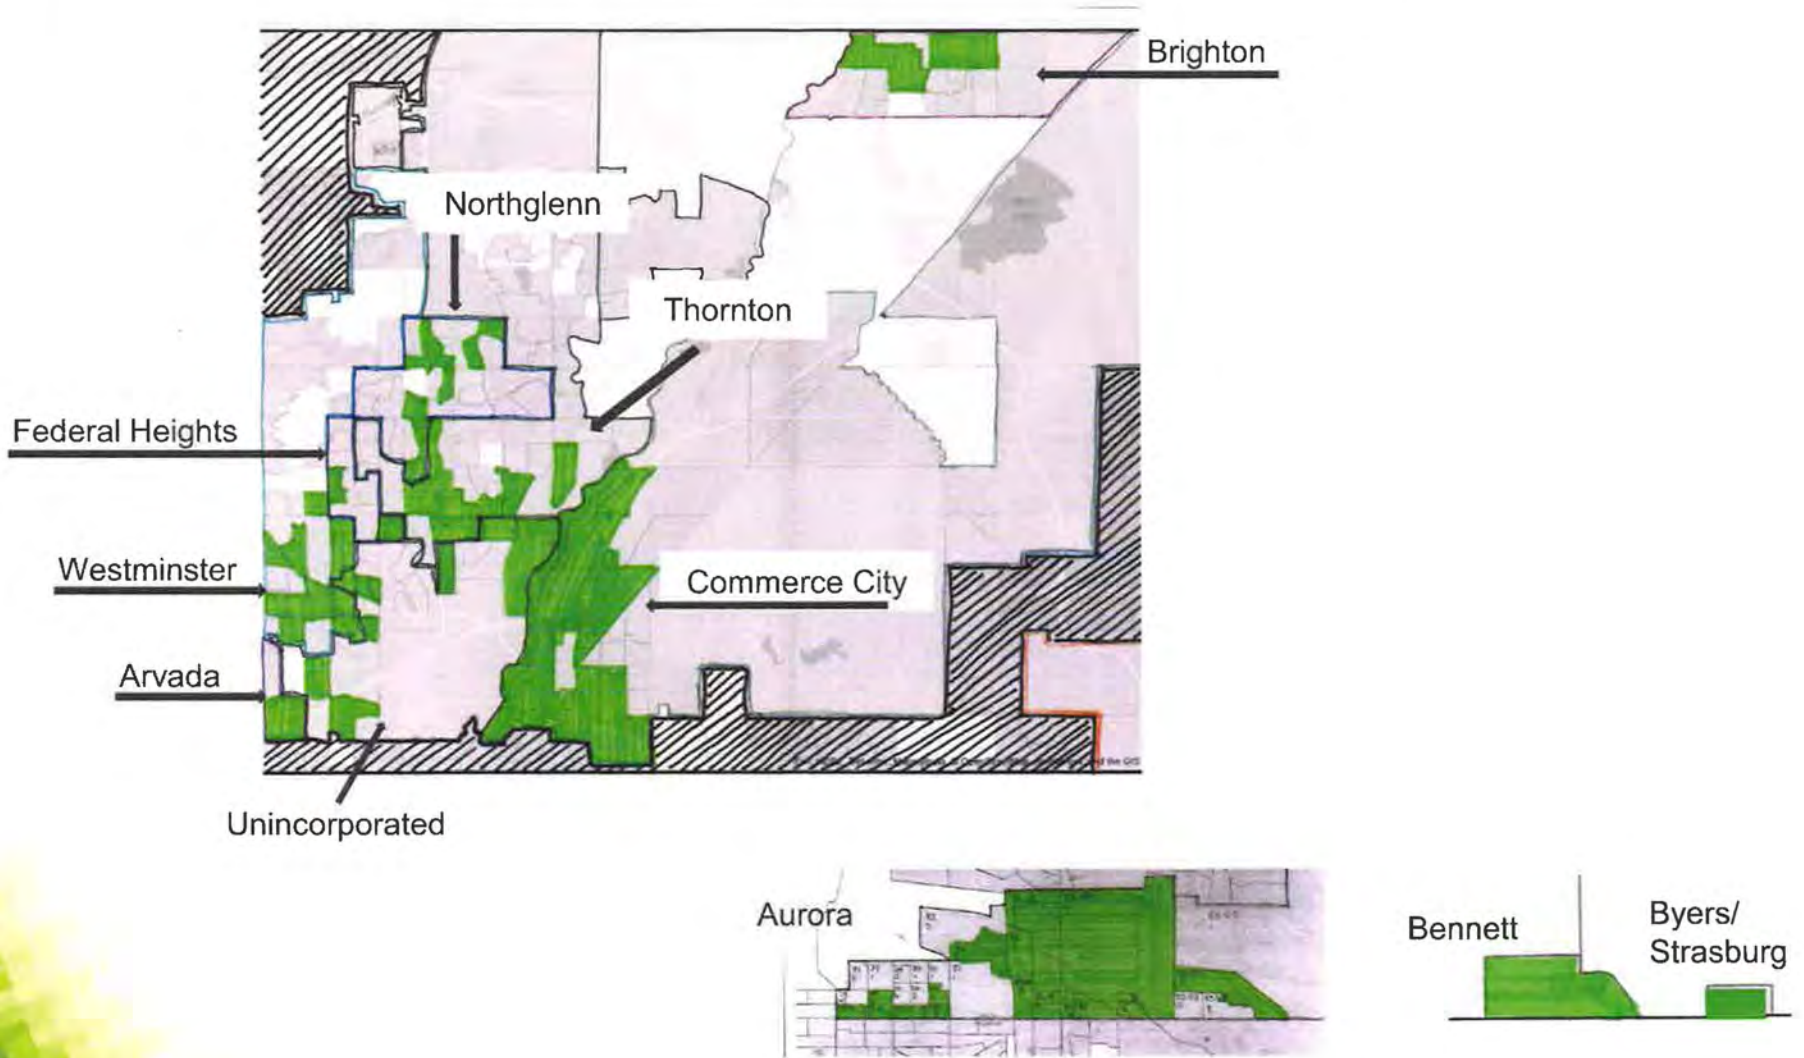 Brighton
Northglenn
Thornton
Federal Heights
Westminster
Commerce City
Arvada
Unincorporated
Aurora
Bennett
Byers/
Strasburg